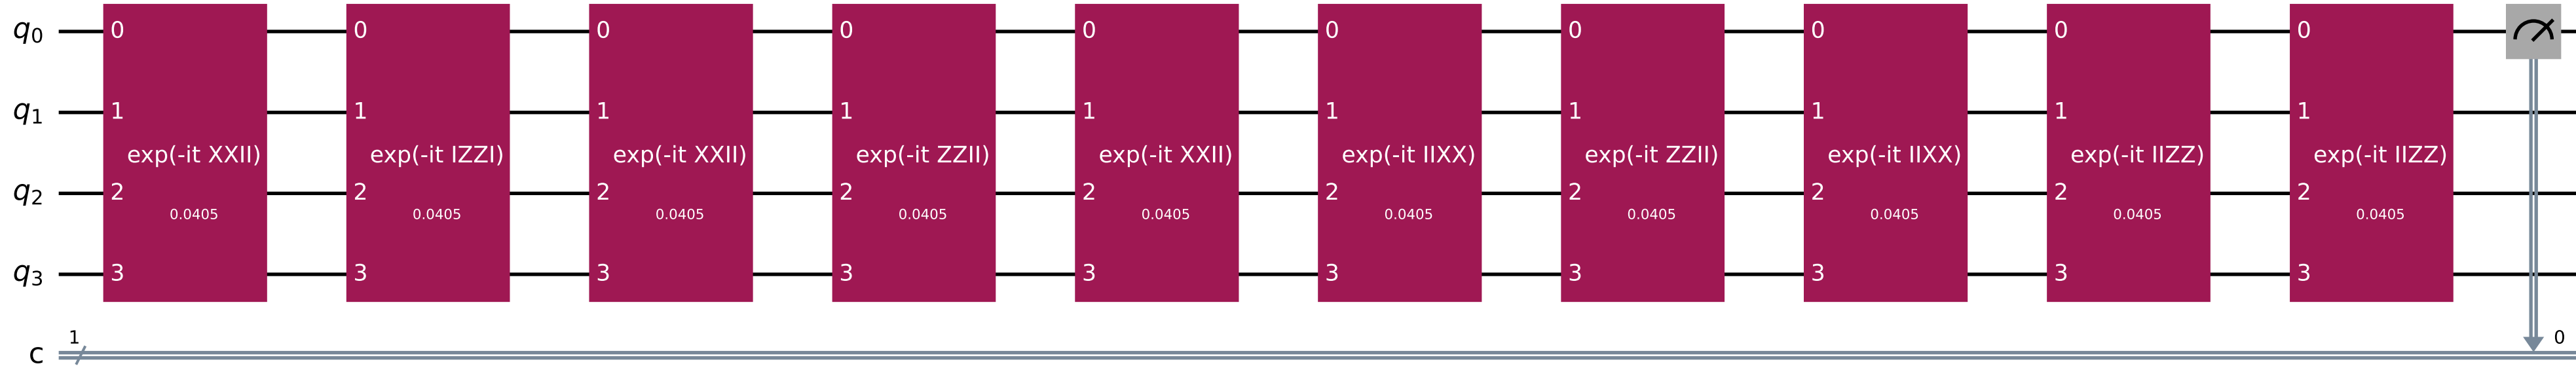 q0 0 0 0 0 0 0 0 0 0 0
q1 1 1 1 1 1 1 1 1 1 1
exp(-it XXII) exp(-it IZZI) exp(-it XXII) exp(-it ZZII) exp(-it XXII) exp(-it IIXX) exp(-it ZZII) exp(-it IIXX) exp(-it IIZZ) exp(-it IIZZ)
q2 2 2 2 2 2 2 2 2 2 2
0.0405 0.0405 0.0405 0.0405 0.0405 0.0405 0.0405 0.0405 0.0405 0.0405
q3 3 3 3 3 3 3 3 3 3 3
1 0
c